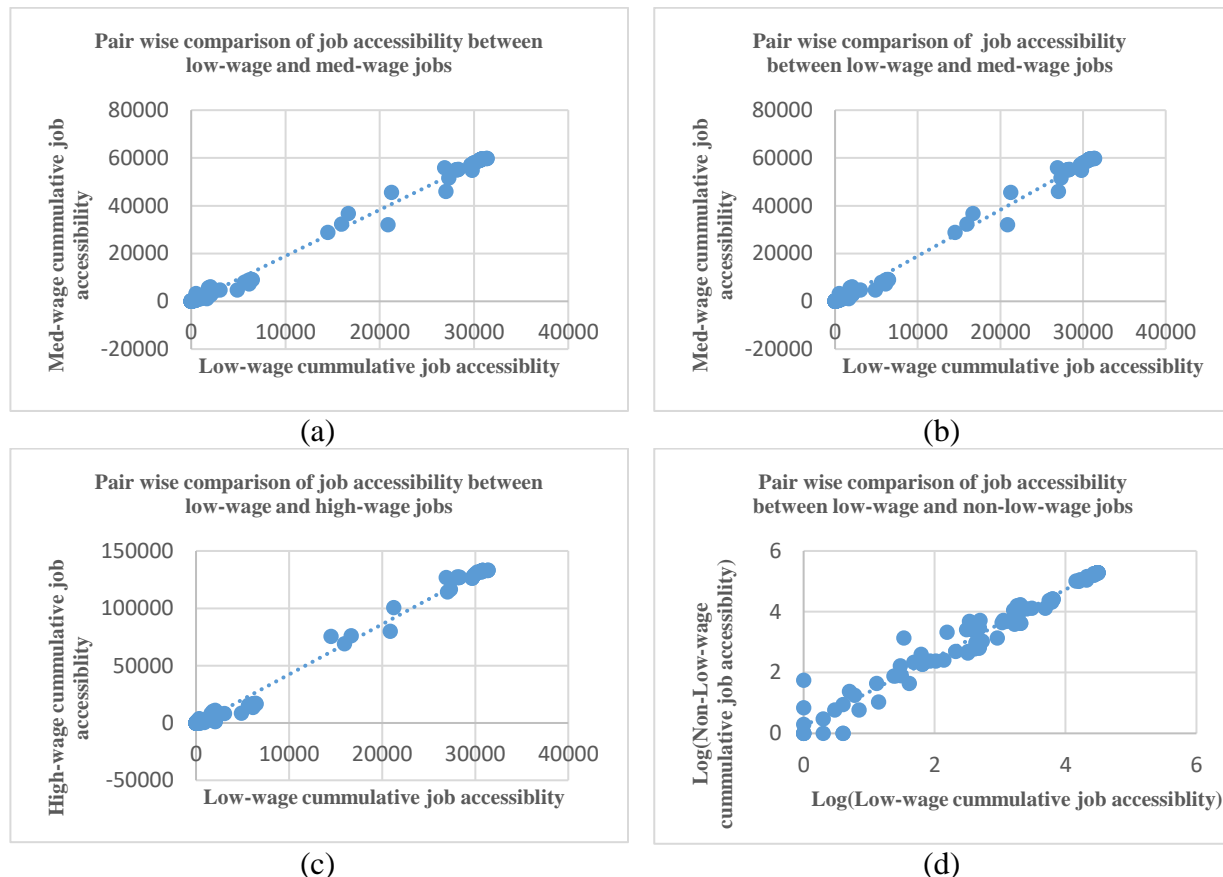 Pair wise comparison of job accessibility between
low-wage and med-wage jobs
Med-wage cummulative job
accessibility
80000
60000
40000
20000
0
-20000
0 10000 20000 30000 40000
Low-wage cummulative job accessiblity
(a)
Pair wise comparison of job accessibility
between low-wage and med-wage jobs
Med-wage cummulative job
accessibility
80000
60000
40000
20000
0
-20000
0 10000 20000 30000 40000
Low-wage cummulative job accessiblity
(b)
Pair wise comparison of job accessibility between
low-wage and high-wage jobs
High-wage cummulative job
accessiblity
150000
100000
50000
0
-50000
0 10000 20000 30000 40000
Low-wage cummulative job accessiblity
(c)
Pair wise comparison of job accessibility
between low-wage and non-low-wage jobs
Log(Non-Low-wage
cummulative job accessiblity)
6
4
2
0
0 2 4 6
Log(Low-wage cummulative job accessiblity)
(d)